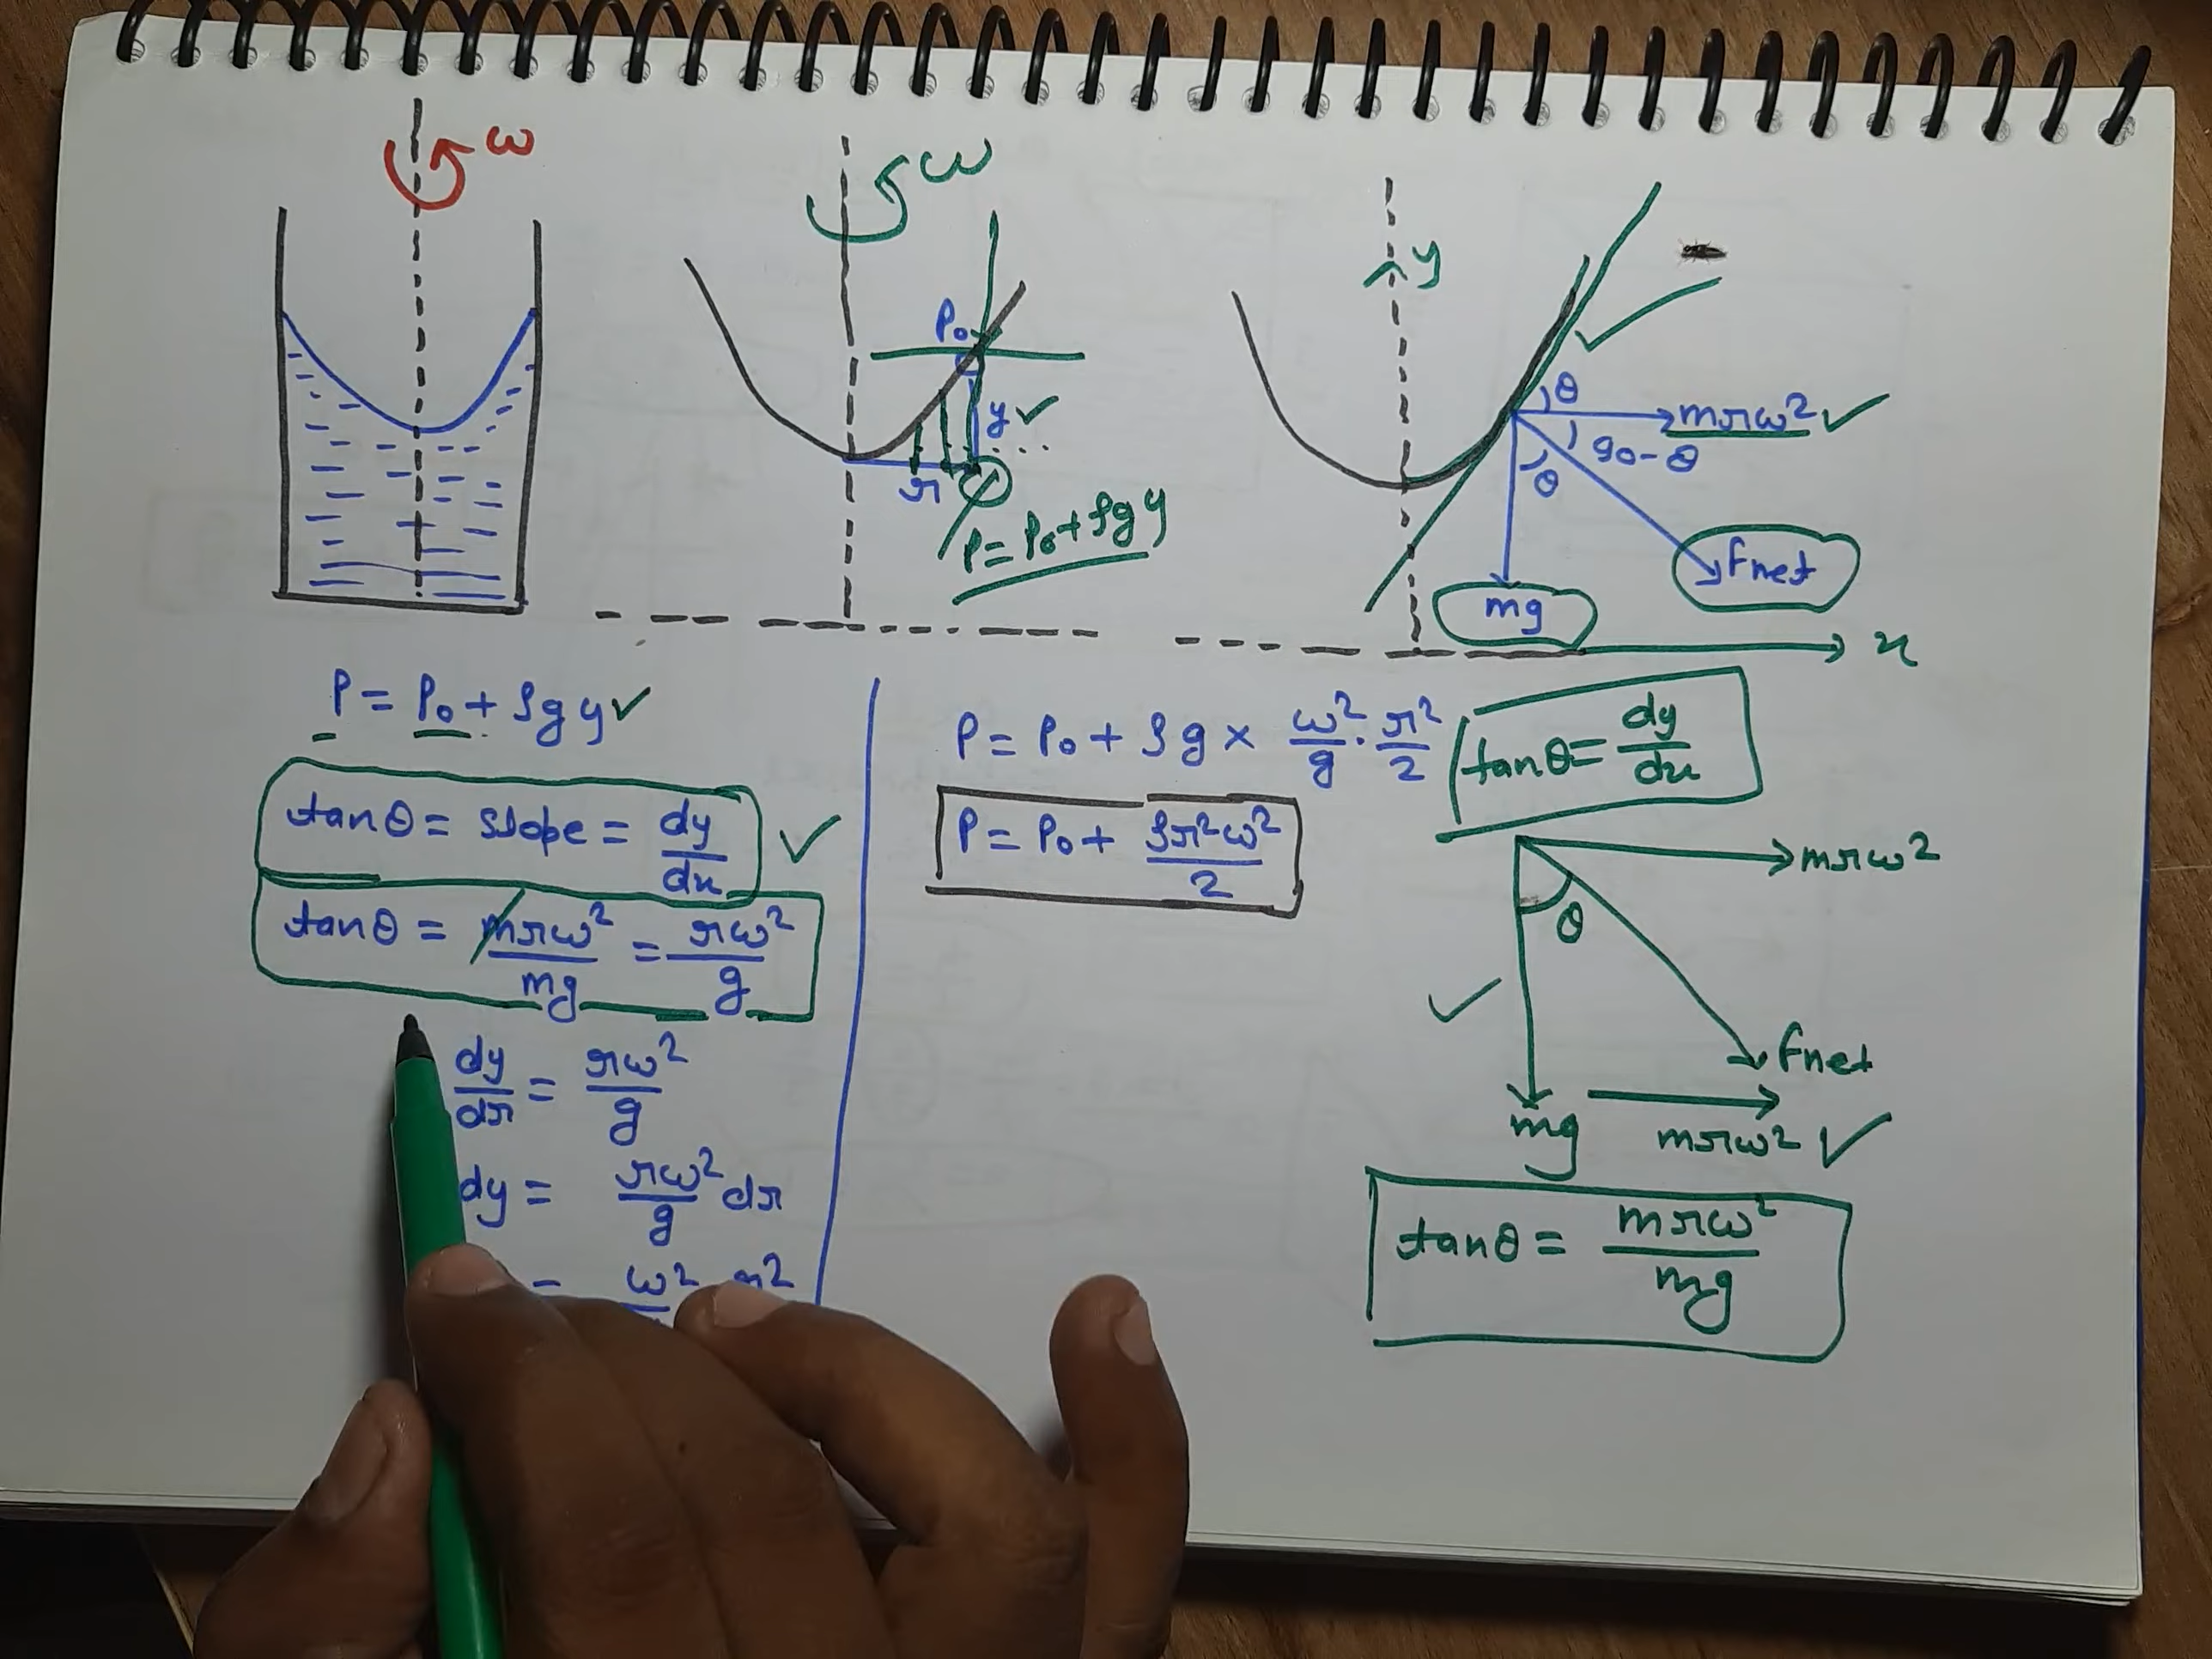 ω
ω
P₀
y
r
P = P₀ + ρgy
y
θ
mrω²
90-θ
θ
Fnet
mg
x
P = P₀ + ρgy
tanθ = slope = dy/dx
tanθ = mrω²/mg = rω²/g
dy/dr = rω²/g
dy = rω²/g dr
= ω² r²
P = P₀ + ρg × ω²/g · r²/2
P = P₀ + ρr²ω²/2
tanθ = dy/dx
mrω²
θ
Fnet
mg
mrω²
tanθ = mrω²/mg